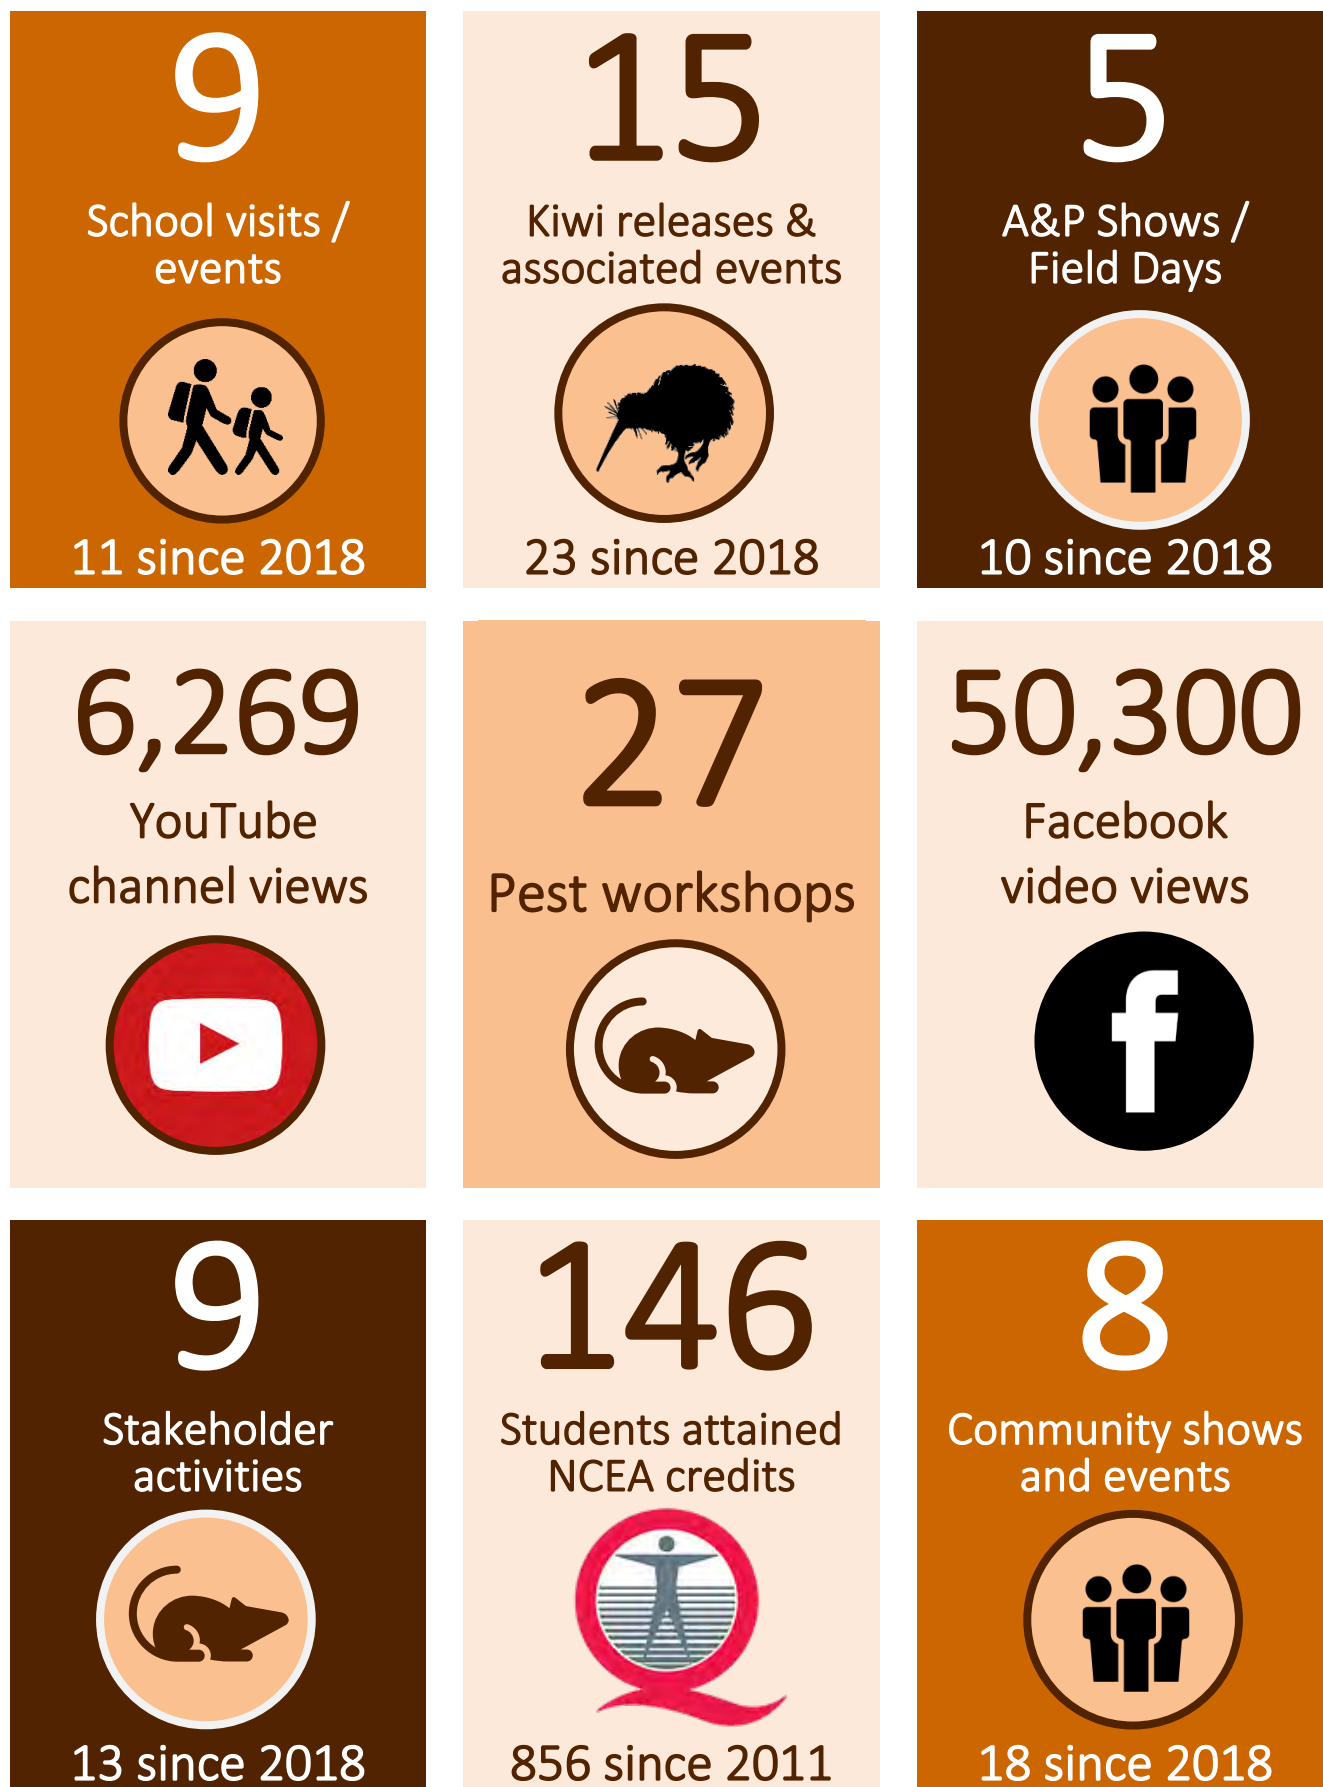 9
School visits /
events
11 since 2018
15
Kiwi releases &
associated events
23 since 2018
5
A&P Shows /
Field Days
10 since 2018
6,269
YouTube
channel views
27
Pest workshops
50,300
Facebook
video views
f
9
Stakeholder
activities
13 since 2018
146
Students attained
NCEA credits
856 since 2011
8
Community shows
and events
18 since 2018